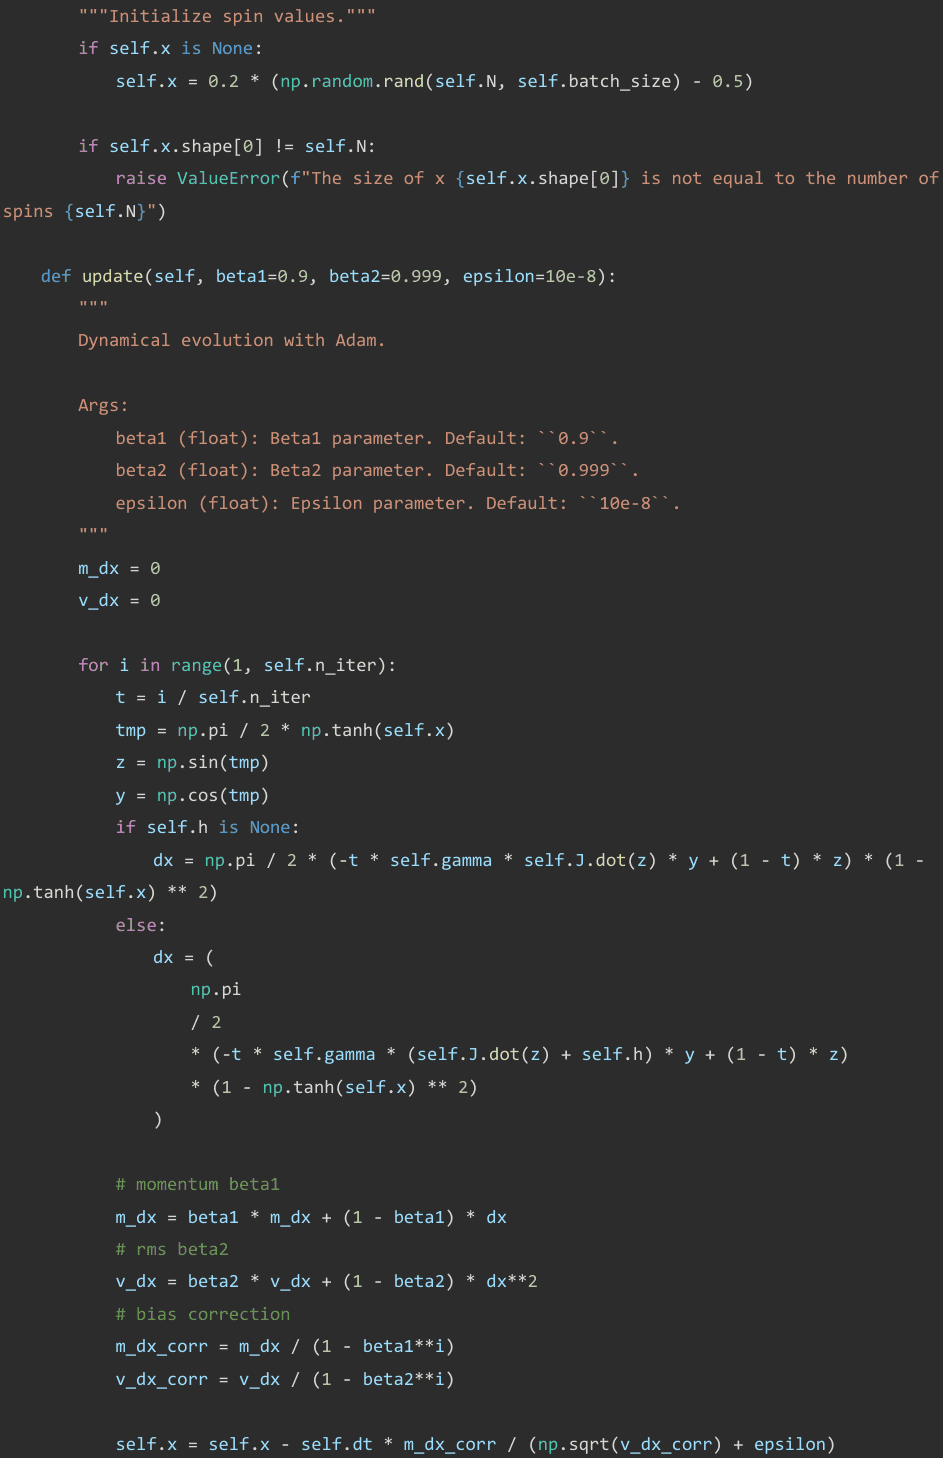 """Initialize spin values."""
if self.x is None:
self.x = 0.2 * (np.random.rand(self.N, self.batch_size) - 0.5)
if self.x.shape[0] != self.N:
raise ValueError(f"The size of x {self.x.shape[0]} is not equal to the number of
spins {self.N}")
def update(self, beta1=0.9, beta2=0.999, epsilon=10e-8):
"""
Dynamical evolution with Adam.
Args:
beta1 (float): Beta1 parameter. Default: ``0.9``.
beta2 (float): Beta2 parameter. Default: ``0.999``.
epsilon (float): Epsilon parameter. Default: ``10e-8``.
"""
m_dx = 0
v_dx = 0
for i in range(1, self.n_iter):
t = i / self.n_iter
tmp = np.pi / 2 * np.tanh(self.x)
z = np.sin(tmp)
y = np.cos(tmp)
if self.h is None:
dx = np.pi / 2 * (-t * self.gamma * self.J.dot(z) * y + (1 - t) * z) * (1 -
np.tanh(self.x) ** 2)
else:
dx = (
np.pi
/ 2
* (-t * self.gamma * (self.J.dot(z) + self.h) * y + (1 - t) * z)
* (1 - np.tanh(self.x) ** 2)
)
# momentum beta1
m_dx = beta1 * m_dx + (1 - beta1) * dx
# rms beta2
v_dx = beta2 * v_dx + (1 - beta2) * dx**2
# bias correction
m_dx_corr = m_dx / (1 - beta1**i)
v_dx_corr = v_dx / (1 - beta2**i)
self.x = self.x - self.dt * m_dx_corr / (np.sqrt(v_dx_corr) + epsilon)